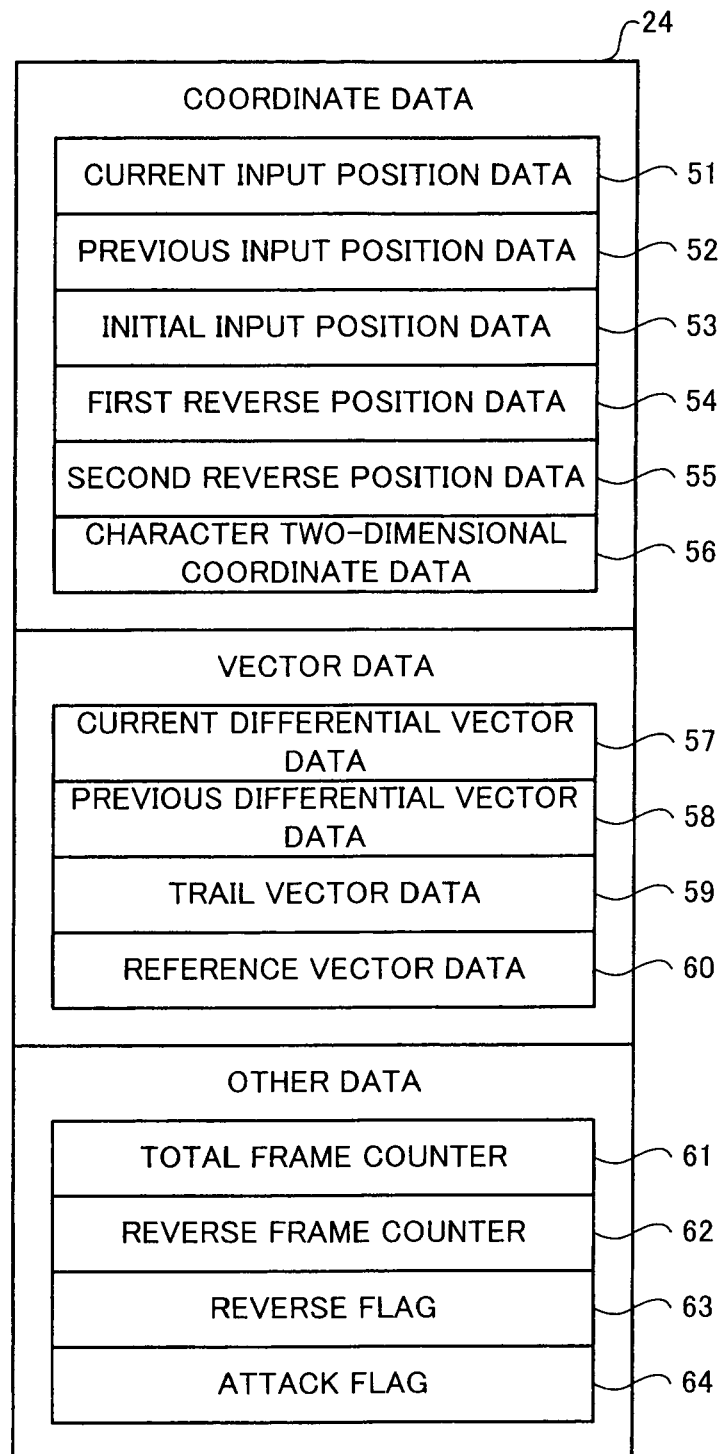 24
COORDINATE DATA
CURRENT INPUT POSITION DATA 51
PREVIOUS INPUT POSITION DATA 52
INITIAL INPUT POSITION DATA 53
FIRST REVERSE POSITION DATA 54
SECOND REVERSE POSITION DATA 55
CHARACTER TWO-DIMENSIONAL
COORDINATE DATA 56
VECTOR DATA
CURRENT DIFFERENTIAL VECTOR
DATA 57
PREVIOUS DIFFERENTIAL VECTOR
DATA 58
TRAIL VECTOR DATA 59
REFERENCE VECTOR DATA 60
OTHER DATA
TOTAL FRAME COUNTER 61
REVERSE FRAME COUNTER 62
REVERSE FLAG 63
ATTACK FLAG 64